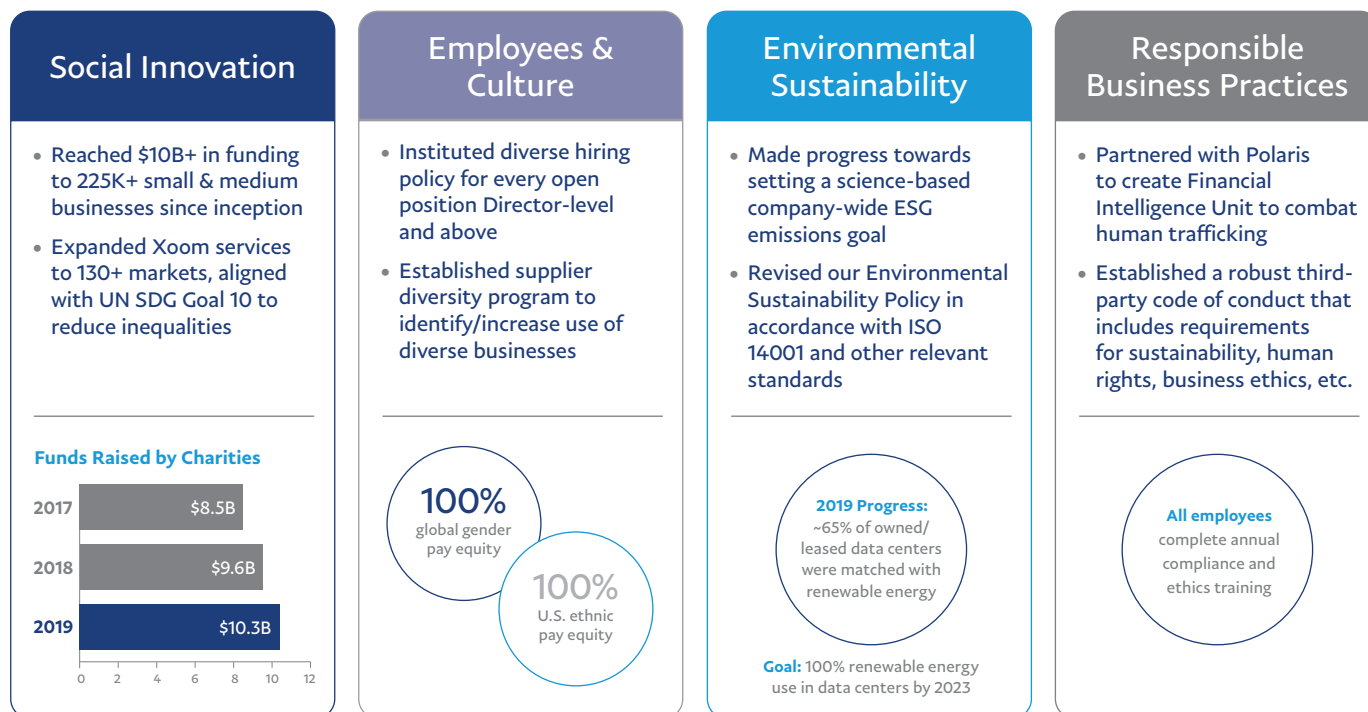 Social Innovation
• Reached $10B+ in funding
to 225K+ small & medium
businesses since inception
• Expanded Xoom services
to 130+ markets, aligned
with UN SDG Goal 10 to
reduce inequalities
Funds Raised by Charities
2017 $8.5B
2018 $9.6B
2019 $10.3B
0 2 4 6 8 10 12
Employees &
Culture
• Instituted diverse hiring
policy for every open
position Director-level
and above
• Established supplier
diversity program to
identify/increase use of
diverse businesses
100%
global gender
pay equity
100%
U.S. ethnic
pay equity
Environmental
Sustainability
• Made progress towards
setting a science-based
company-wide ESG
emissions goal
• Revised our Environmental
Sustainability Policy in
accordance with ISO
14001 and other relevant
standards
2019 Progress:
~65% of owned/
leased data centers
were matched with
renewable energy
Goal: 100% renewable energy
use in data centers by 2023
Responsible
Business Practices
• Partnered with Polaris
to create Financial
Intelligence Unit to combat
human trafficking
• Established a robust third-
party code of conduct that
includes requirements
for sustainability, human
rights, business ethics, etc.
All employees
complete annual
compliance and
ethics training